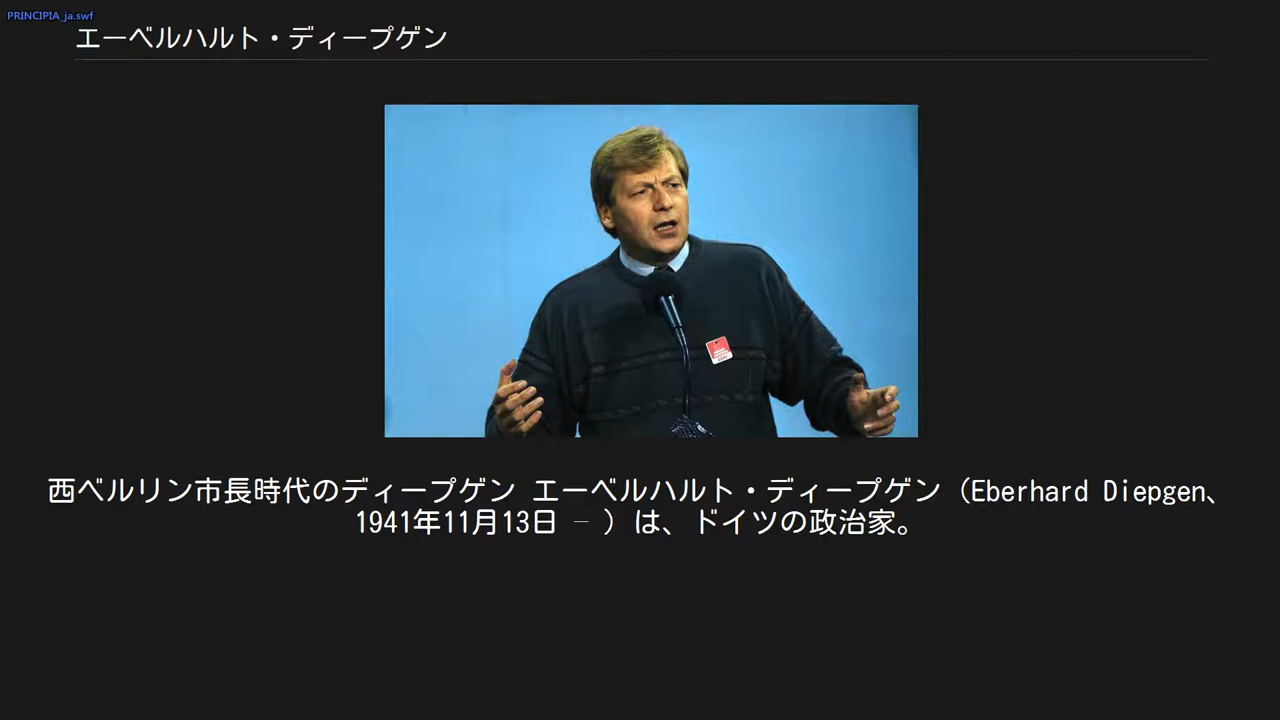 PRINCIPIA_ja.swf
エーベルハルト・ディープゲン
西ベルリン市長時代のディープゲン エーベルハルト・ディープゲン（Eberhard Diepgen、
1941年11月13日 – ）は、ドイツの政治家。